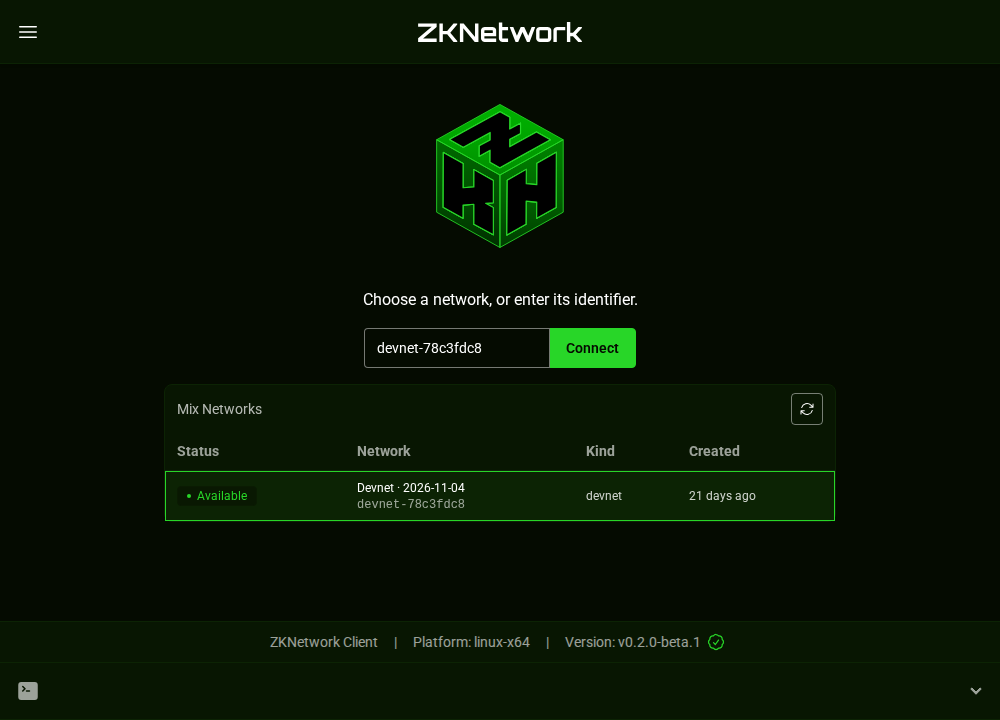 ZKNetwork
Choose a network, or enter its identifier.
devnet-78c3fdc8
Connect
Mix Networks
Status Network Kind Created
Available Devnet · 2026-11-04 devnet 21 days ago
devnet-78c3fdc8
ZKNetwork Client | Platform: linux-x64 | Version: v0.2.0-beta.1